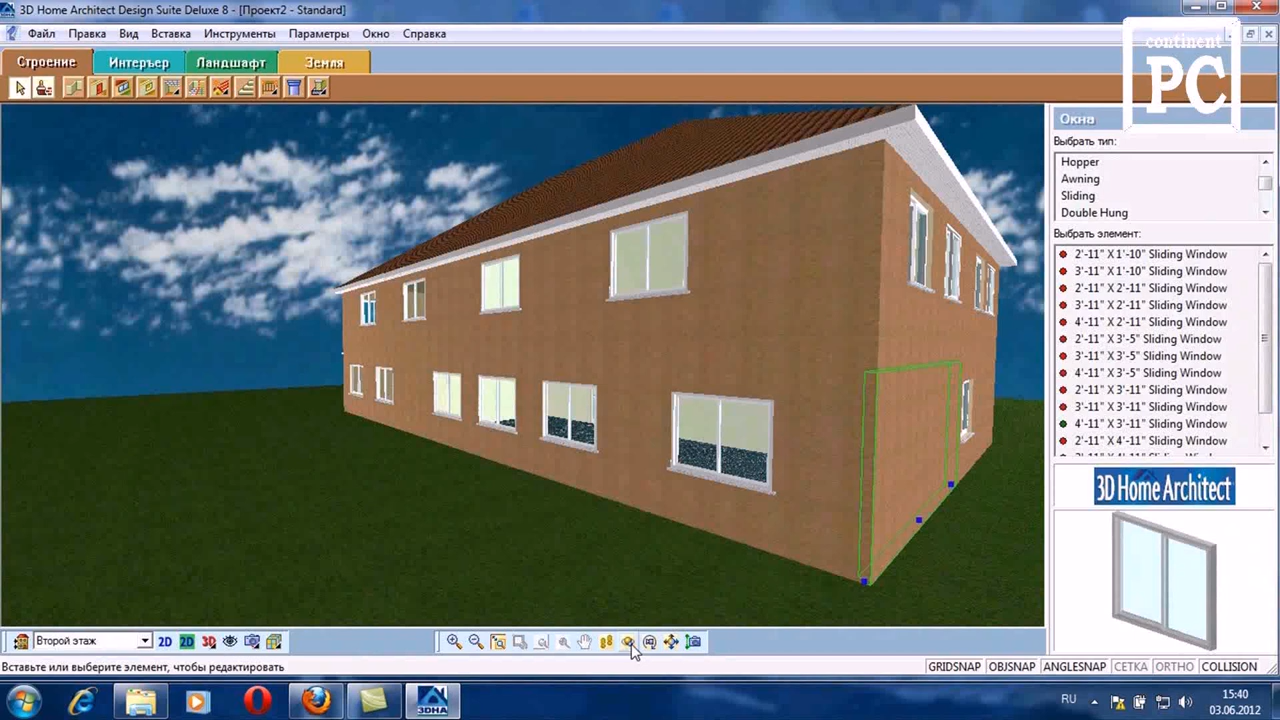 3D Home Architect Design Suite Deluxe 8 - [Проект2 - Standard]
Файл Правка Вид Вставка Инструменты Параметры Окно Справка
continent
PC
Строение Интерьер Ландшафт Земля
Окна
Выбрать тип:
Hopper
Awning
Sliding
Double Hung
Выбрать элемент:
2'-11" X 1'-10" Sliding Window
3'-11" X 1'-10" Sliding Window
2'-11" X 2'-11" Sliding Window
3'-11" X 2'-11" Sliding Window
4'-11" X 2'-11" Sliding Window
2'-11" X 3'-5" Sliding Window
3'-11" X 3'-5" Sliding Window
4'-11" X 3'-5" Sliding Window
2'-11" X 3'-11" Sliding Window
3'-11" X 3'-11" Sliding Window
4'-11" X 3'-11" Sliding Window
2'-11" X 4'-11" Sliding Window
3D Home Architect
Второй этаж 2D 2D 3D
Вставьте или выберите элемент, чтобы редактировать
GRIDSNAP OBJSNAP ANGLESNAP СЕТКА ORTHO COLLISION
3DHA
RU
15:40
03.06.2012